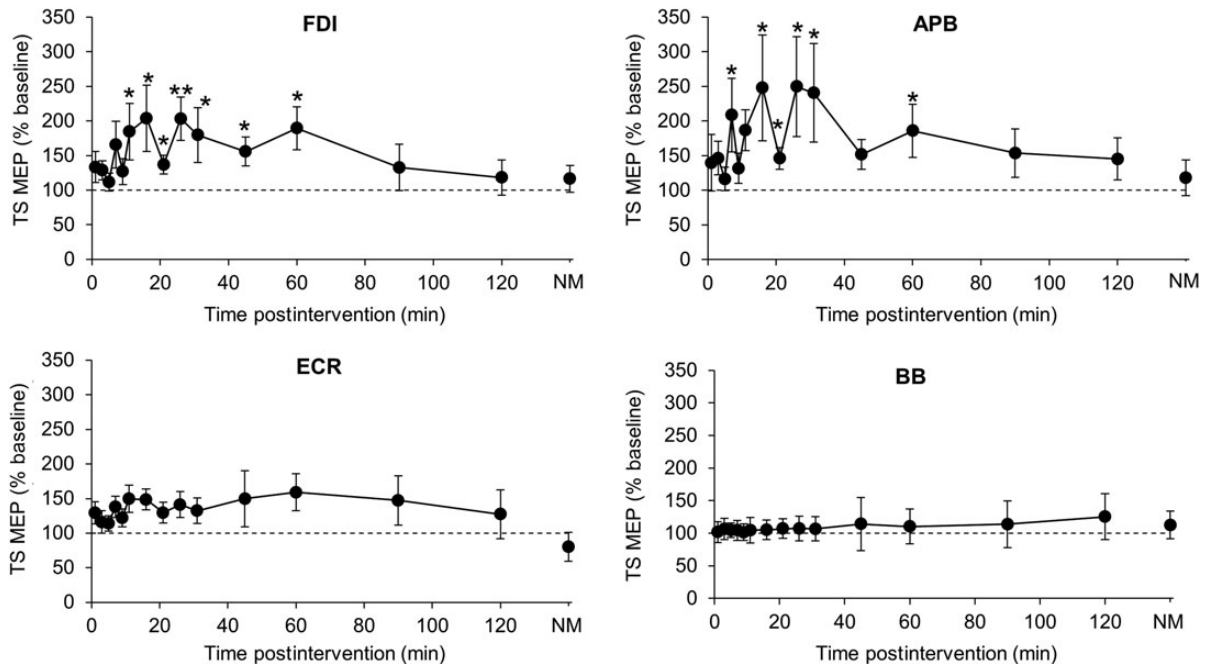 FDI
350
300
250
200
150
100
50
0
TS MEP (% baseline)
* * * ** * * *
0 20 40 60 80 100 120 NM
Time postintervention (min)
APB
350
300
250
200
150
100
50
0
TS MEP (% baseline)
* * * * * *
0 20 40 60 80 100 120 NM
Time postintervention (min)
ECR
350
300
250
200
150
100
50
0
TS MEP (% baseline)
0 20 40 60 80 100 120 NM
Time postintervention (min)
BB
350
300
250
200
150
100
50
0
TS MEP (% baseline)
0 20 40 60 80 100 120 NM
Time postintervention (min)